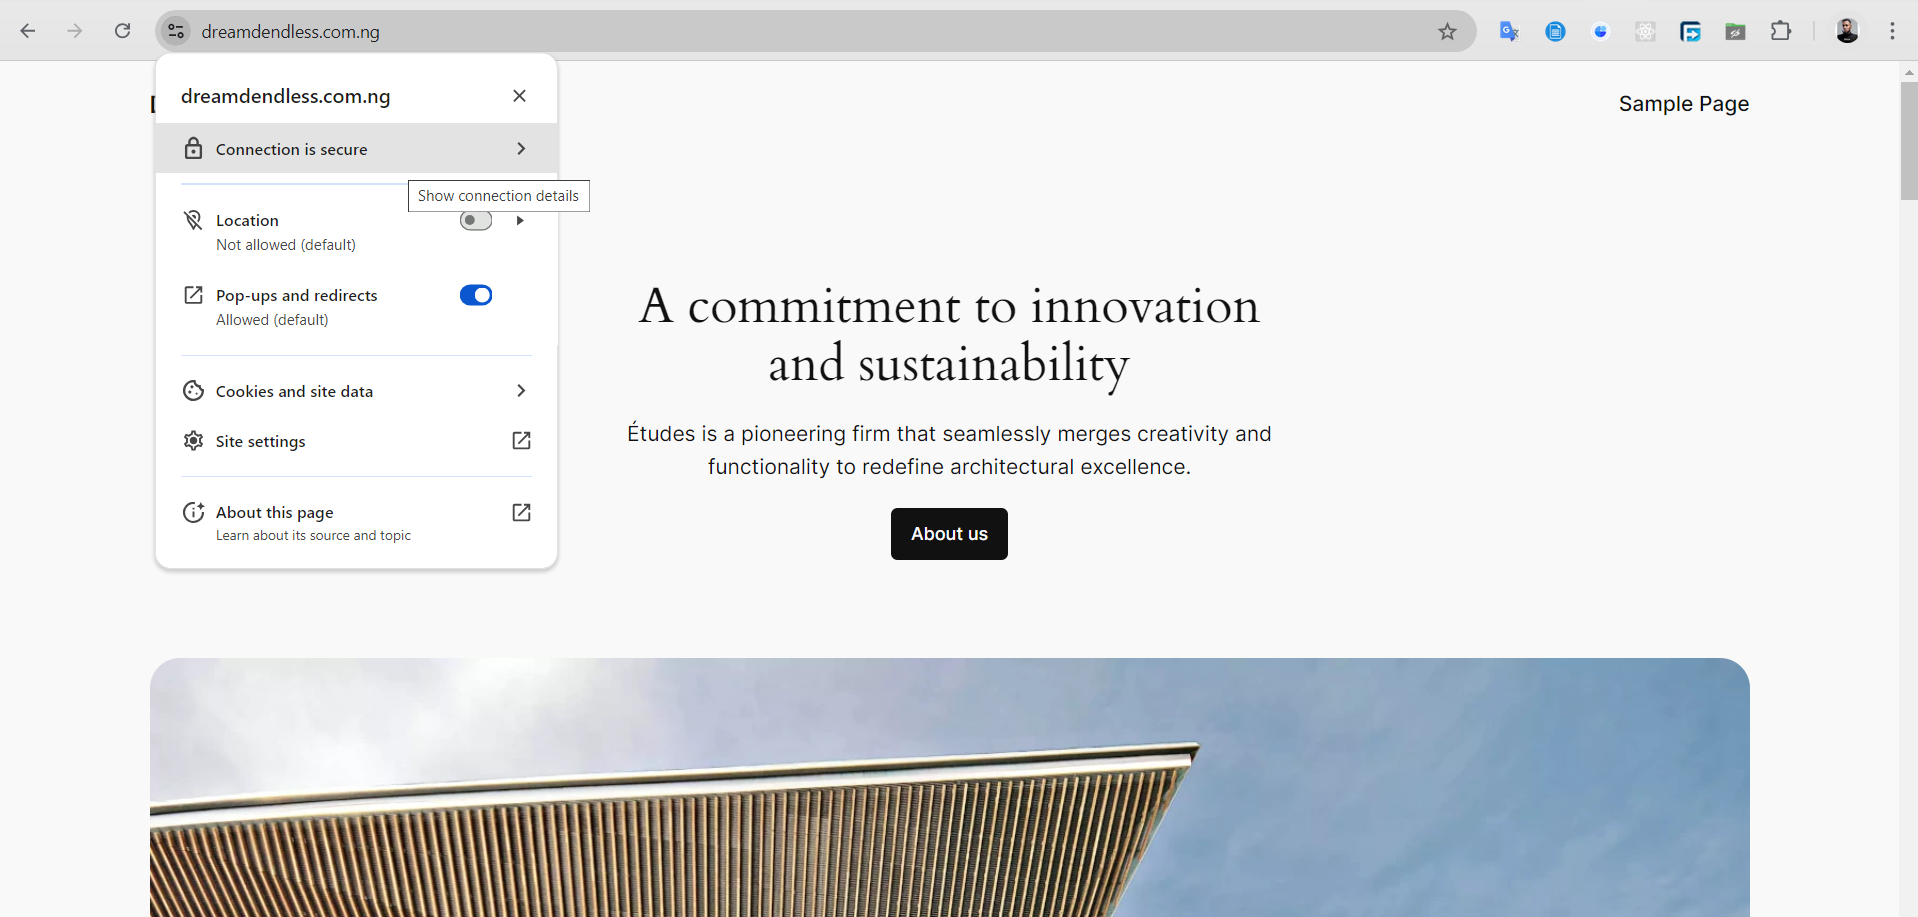 dreamdendless.com.ng
dreamdendless.com.ng
Sample Page
Connection is secure
Show connection details
Location
Not allowed (default)
Pop-ups and redirects
Allowed (default)
Cookies and site data
Site settings
About this page
Learn about its source and topic
A commitment to innovation
and sustainability
Études is a pioneering firm that seamlessly merges creativity and
functionality to redefine architectural excellence.
About us